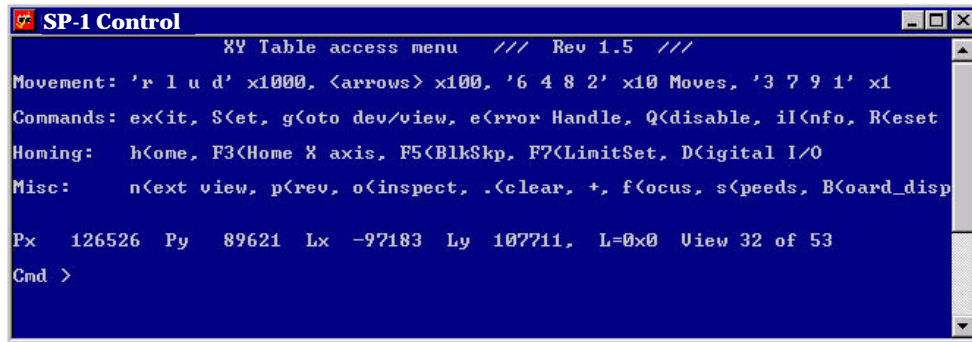 SP-1 Control
XY Table access menu /// Rev 1.5 ///
Movement: 'r l u d' x1000, <arrows> x100, '6 4 8 2' x10 Moves, '3 7 9 1' x1
Commands: ex(it, S(et, g(oto dev/view, e(rror Handle, Q(disable, iI(nfo, R(eset
Homing: h(ome, F3(Home X axis, F5(BlkSkp, F7(LimitSet, D(igital I/O
Misc: n(ext view, p(rev, o(inspect, .(clear, +, f(ocus, s(peeds, B(oard_disp
Px 126526 Py 89621 Lx -97183 Ly 107711, L=0x0 View 32 of 53
Cmd >